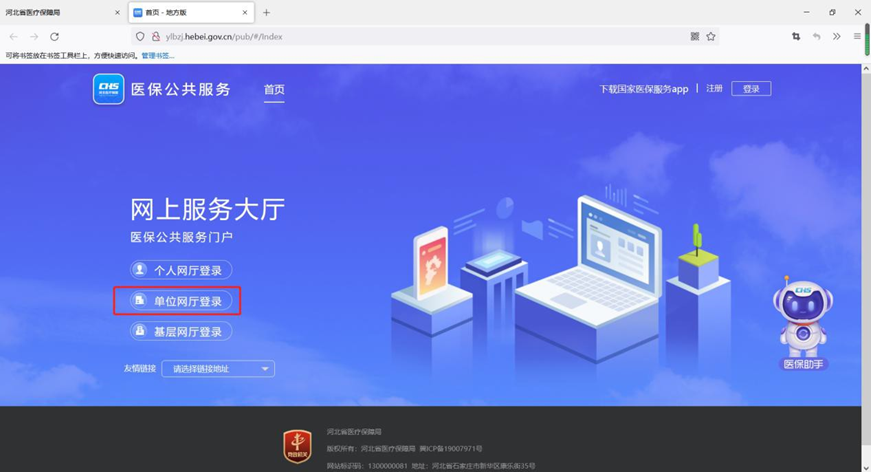 河北省医疗保障局
首页 - 地方版
ylbzj.hebei.gov.cn/pub/#/Index
可将书签放在书签工具栏上，方便快速访问。管理书签...
CHS
医保公共服务
首页
下载国家医保服务app
注册
登录
网上服务大厅
医保公共服务门户
个人网厅登录
单位网厅登录
基层网厅登录
友情链接
请选择链接地址
CHS
医保助手
党政机关
河北省医疗保障局
版权所有：河北省医疗保障局 冀ICP备19007971号
网站标识码：1300000081 地址：河北省石家庄市新华区康乐街35号